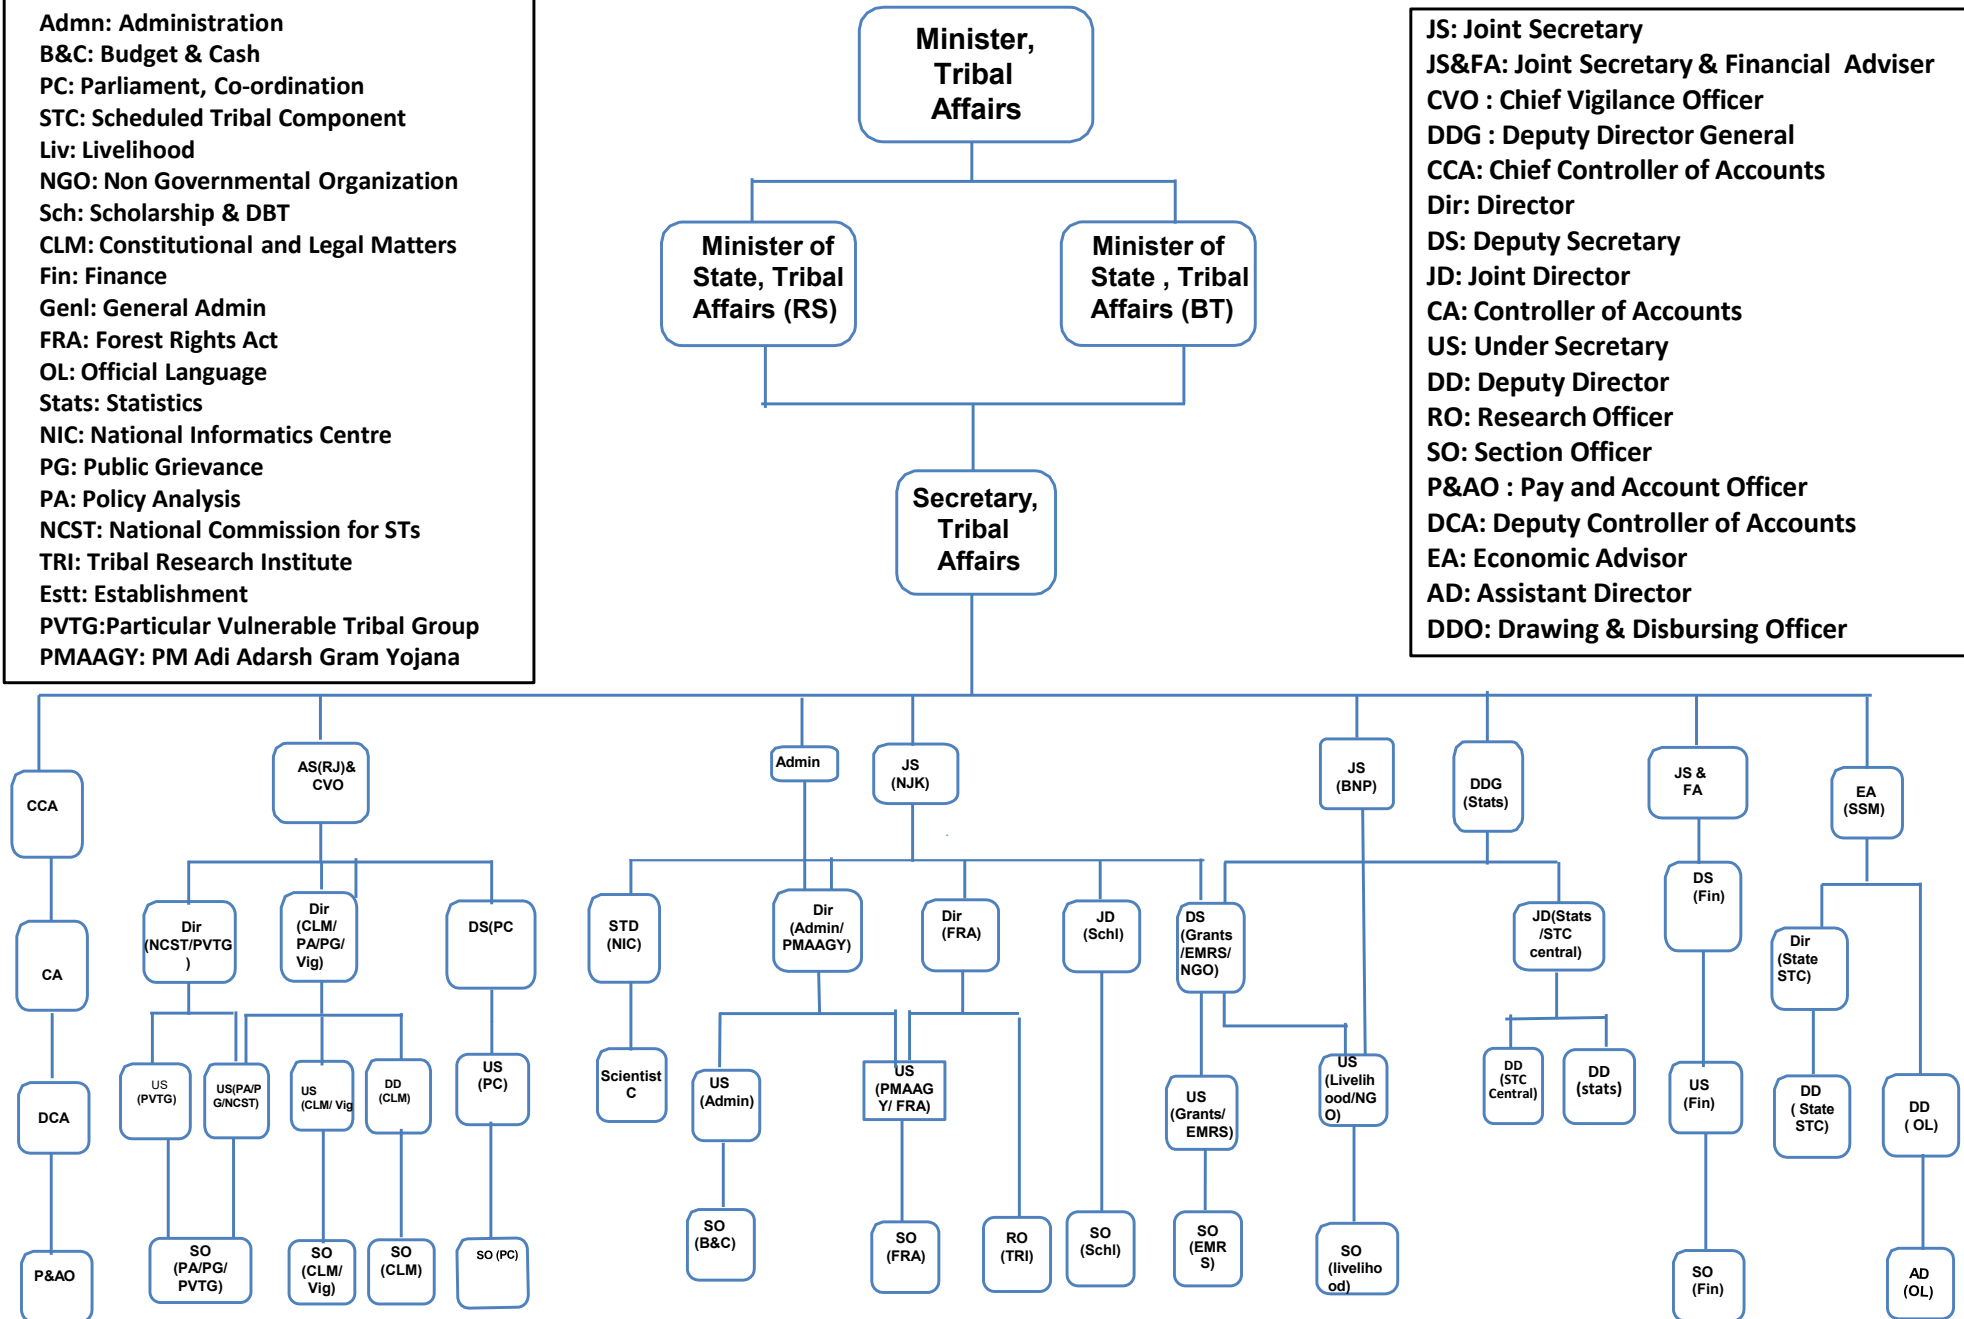 Admn: Administration
B&C: Budget & Cash
PC: Parliament, Co-ordination
STC: Scheduled Tribal Component
Liv: Livelihood
NGO: Non Governmental Organization
Sch: Scholarship & DBT
CLM: Constitutional and Legal Matters
Fin: Finance
Genl: General Admin
FRA: Forest Rights Act
OL: Official Language
Stats: Statistics
NIC: National Informatics Centre
PG: Public Grievance
PA: Policy Analysis
NCST: National Commission for STs
TRI: Tribal Research Institute
Estt: Establishment
PVTG:Particular Vulnerable Tribal Group
PMAAGY: PM Adi Adarsh Gram Yojana
Minister,
Tribal
Affairs
Minister of
State, Tribal
Affairs (RS)
Minister of
State , Tribal
Affairs (BT)
Secretary,
Tribal
Affairs
JS: Joint Secretary
JS&FA: Joint Secretary & Financial Adviser
CVO : Chief Vigilance Officer
DDG : Deputy Director General
CCA: Chief Controller of Accounts
Dir: Director
DS: Deputy Secretary
JD: Joint Director
CA: Controller of Accounts
US: Under Secretary
DD: Deputy Director
RO: Research Officer
SO: Section Officer
P&AO : Pay and Account Officer
DCA: Deputy Controller of Accounts
EA: Economic Advisor
AD: Assistant Director
DDO: Drawing & Disbursing Officer
CCA
AS(RJ)&
CVO
Admin
JS
(NJK)
JS
(BNP)
DDG
(Stats)
JS &
FA
EA
(SSM)
CA
Dir
(NCST/PVTG
)
Dir
(CLM/
PA/PG/
Vig)
DS(PC
STD
(NIC)
Dir
(Admin/
PMAAGY)
Dir
(FRA)
JD
(Schl)
DS
(Grants
/EMRS/
NGO)
JD(Stats
/STC
central)
DS
(Fin)
Dir
(State
STC)
DCA
US
(PVTG)
US(PA/P
G/NCST)
US
(CLM/ Vig
DD
(CLM)
US
(PC)
Scientist
C
US
(Admin)
US
(PMAAG
Y/ FRA)
US
(Grants/
EMRS)
US
(Livelih
ood/NG
O)
DD
(STC
Central)
DD
(stats)
US
(Fin)
DD
( State
STC)
DD
( OL)
P&AO
SO
(PA/PG/
PVTG)
SO
(CLM/
Vig)
SO
(CLM)
SO (PC)
SO
(B&C)
SO
(FRA)
RO
(TRI)
SO
(Schl)
SO
(EMR
S)
SO
(liveliho
od)
SO
(Fin)
AD
(OL)